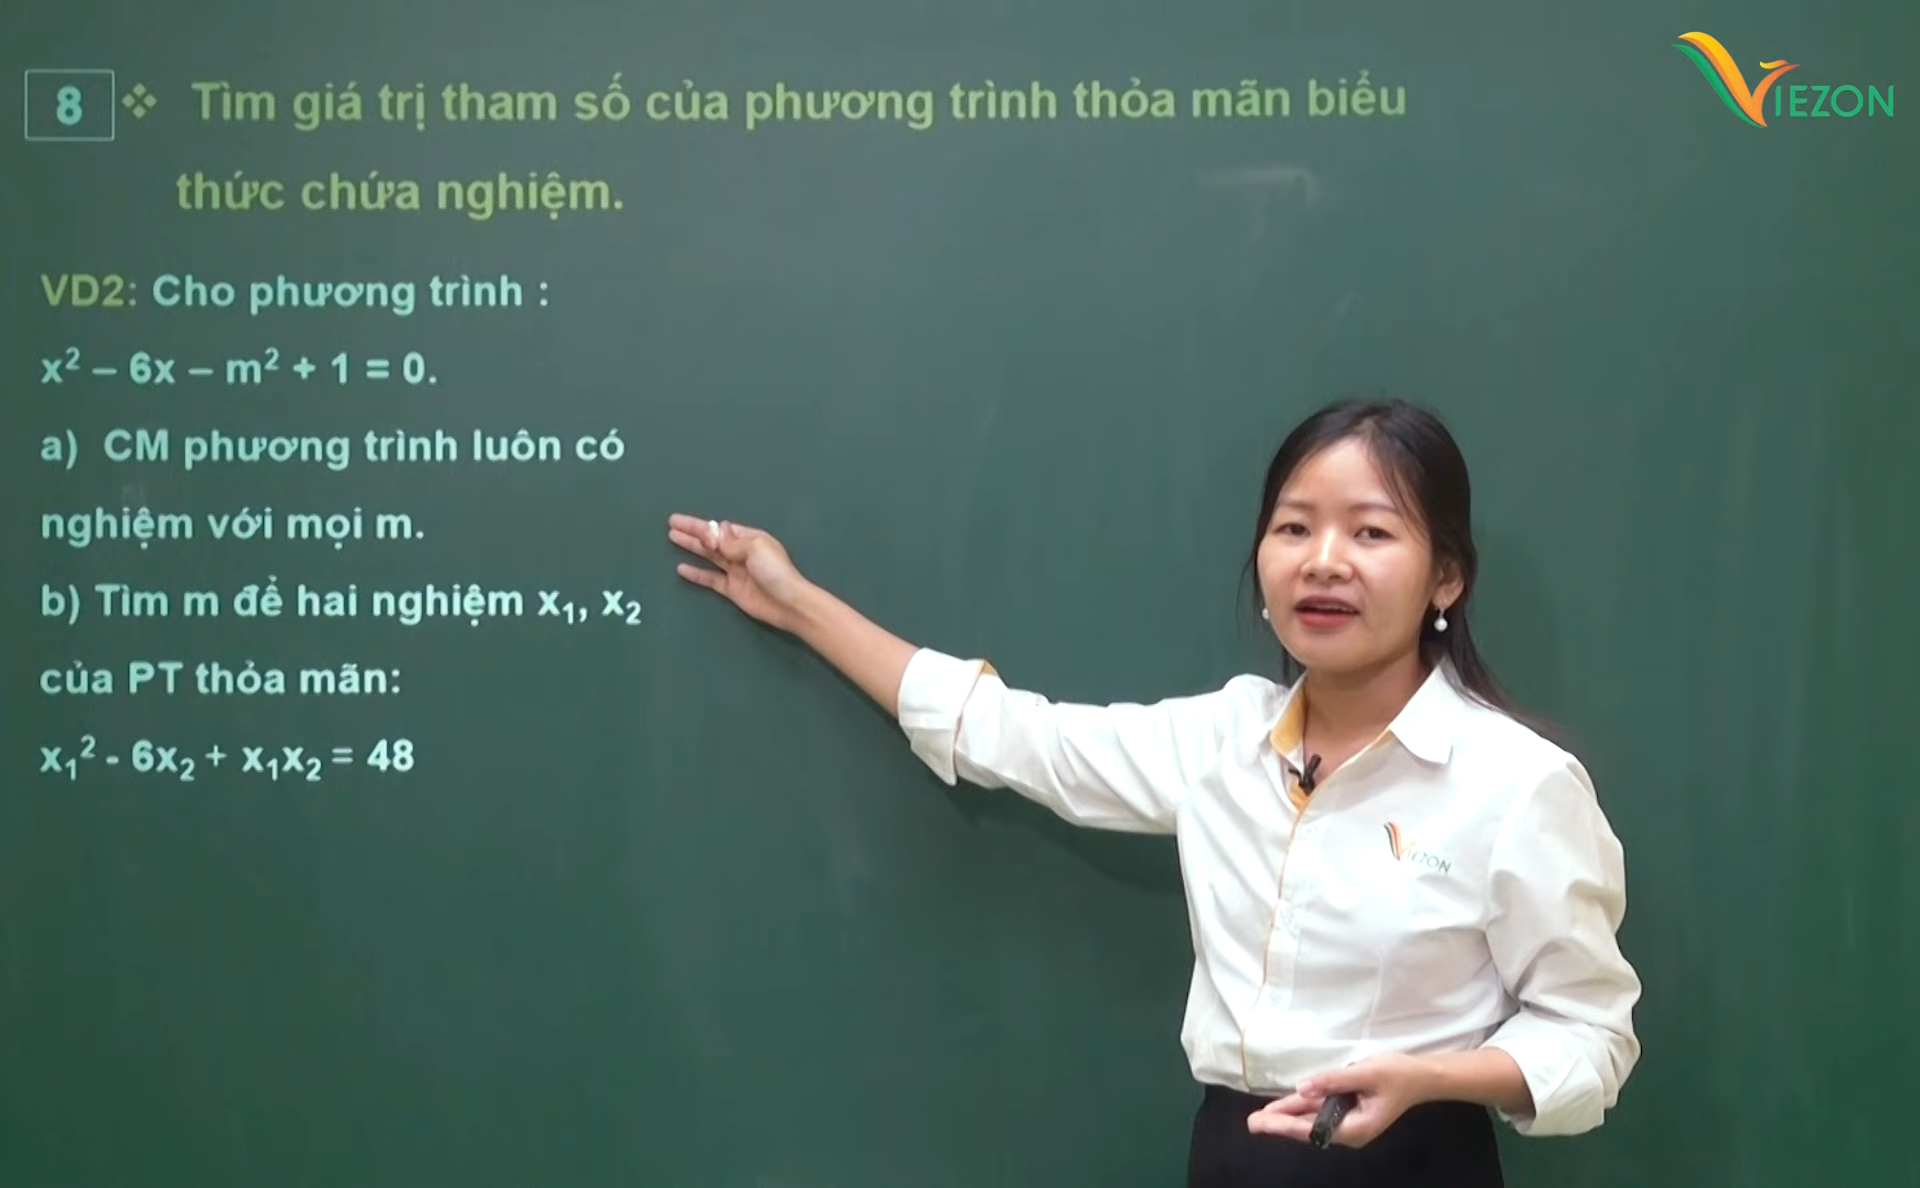 VIEZON
8 ❖ Tìm giá trị tham số của phương trình thỏa mãn biểu
thức chứa nghiệm.
VD2: Cho phương trình :
x² – 6x – m² + 1 = 0.
a) CM phương trình luôn có
nghiệm với mọi m.
b) Tìm m để hai nghiệm x₁, x₂
của PT thỏa mãn:
x₁² - 6x₂ + x₁x₂ = 48
VIEZON